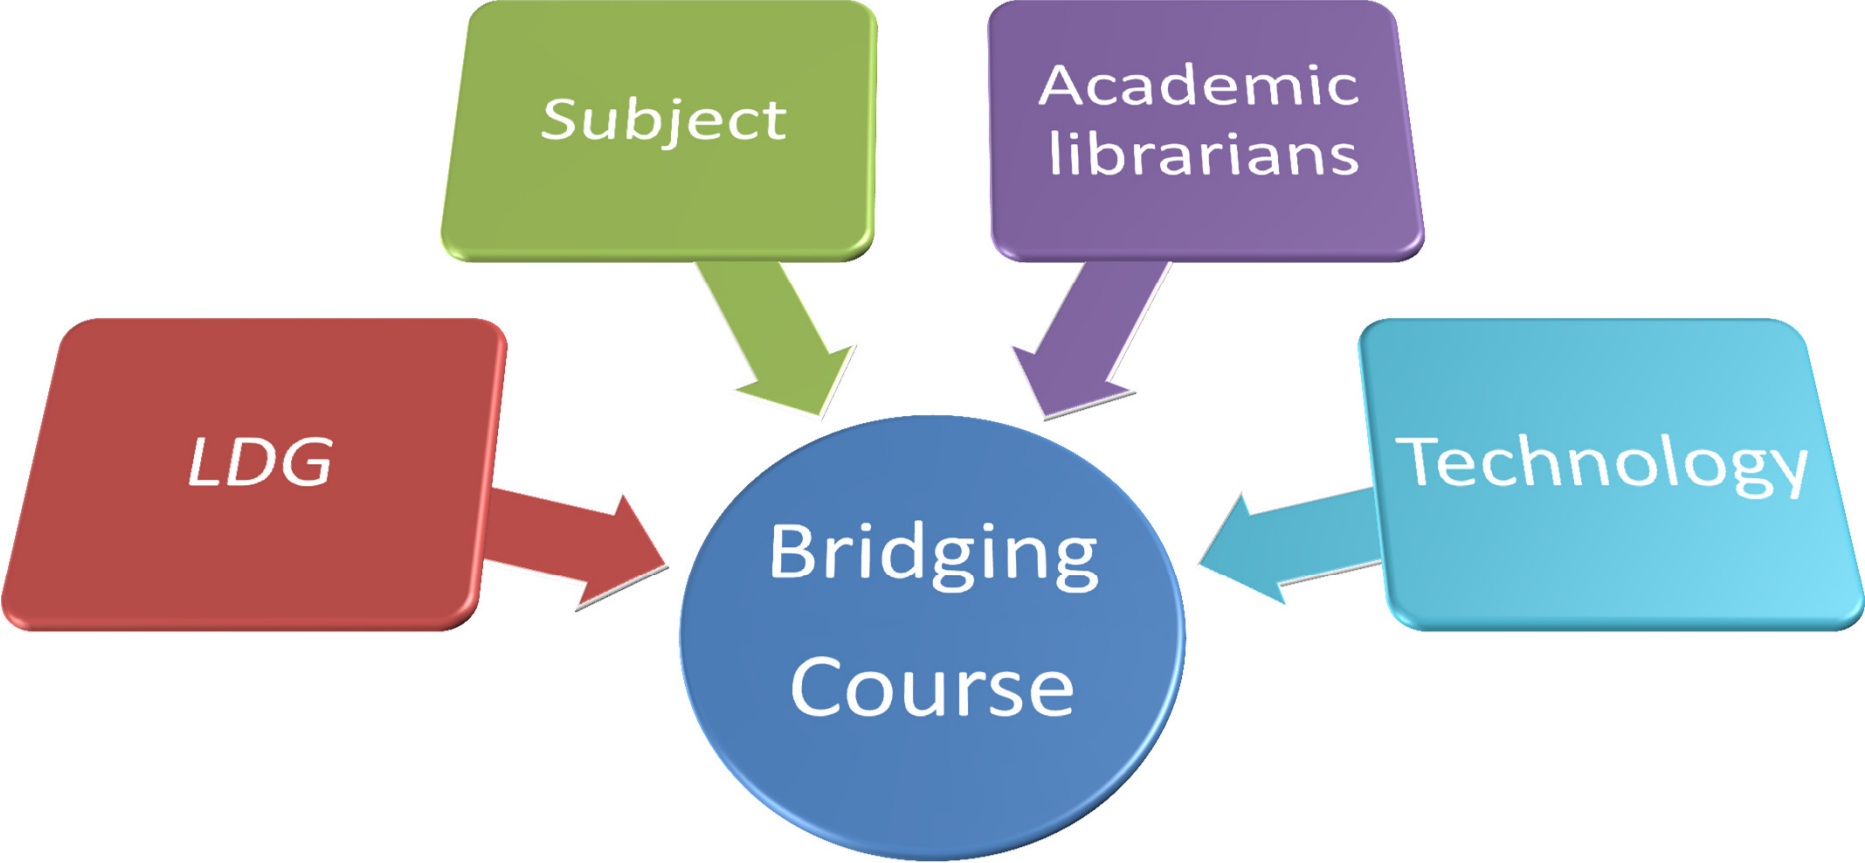 Subject
Academic
librarians
LDG
Technology
Bridging
Course